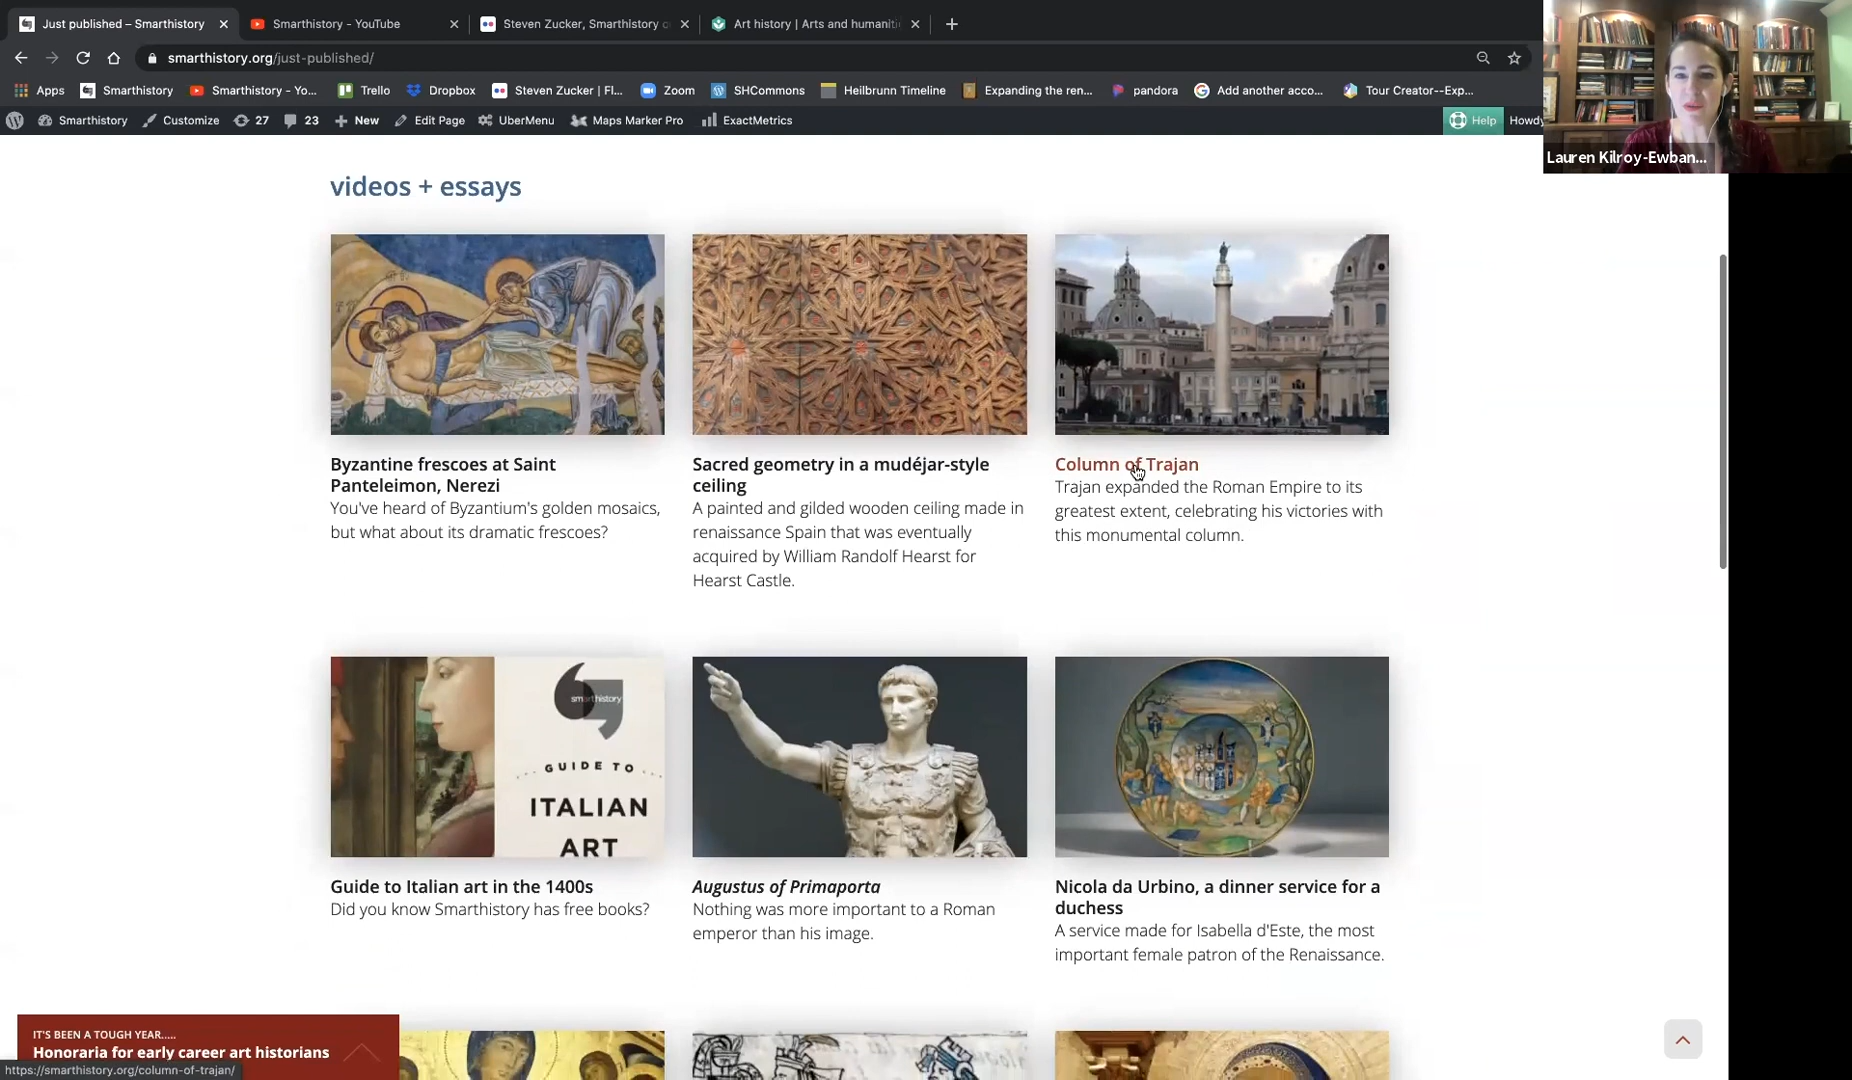 Just published – Smarthistory
Smarthistory - YouTube
Steven Zucker, Smarthistory c
Art history | Arts and humaniti
smarthistory.org/just-published/
Apps
Smarthistory
Smarthistory - Yo...
Trello
Dropbox
Steven Zucker | Fl...
Zoom
SHCommons
Heilbrunn Timeline
Expanding the ren...
pandora
Add another acco...
Tour Creator--Exp...
Smarthistory
Customize
27
23
New
Edit Page
UberMenu
Maps Marker Pro
ExactMetrics
Help
Howdy
Lauren Kilroy-Ewban...
videos + essays
Byzantine frescoes at Saint
Panteleimon, Nerezi
You've heard of Byzantium's golden mosaics,
but what about its dramatic frescoes?
Sacred geometry in a mudéjar-style
ceiling
A painted and gilded wooden ceiling made in
renaissance Spain that was eventually
acquired by William Randolf Hearst for
Hearst Castle.
Column of Trajan
Trajan expanded the Roman Empire to its
greatest extent, celebrating his victories with
this monumental column.
smarthistory
GUIDE TO
ITALIAN
ART
Guide to Italian art in the 1400s
Did you know Smarthistory has free books?
Augustus of Primaporta
Nothing was more important to a Roman
emperor than his image.
Nicola da Urbino, a dinner service for a
duchess
A service made for Isabella d'Este, the most
important female patron of the Renaissance.
IT'S BEEN A TOUGH YEAR.....
Honoraria for early career art historians
https://smarthistory.org/column-of-trajan/